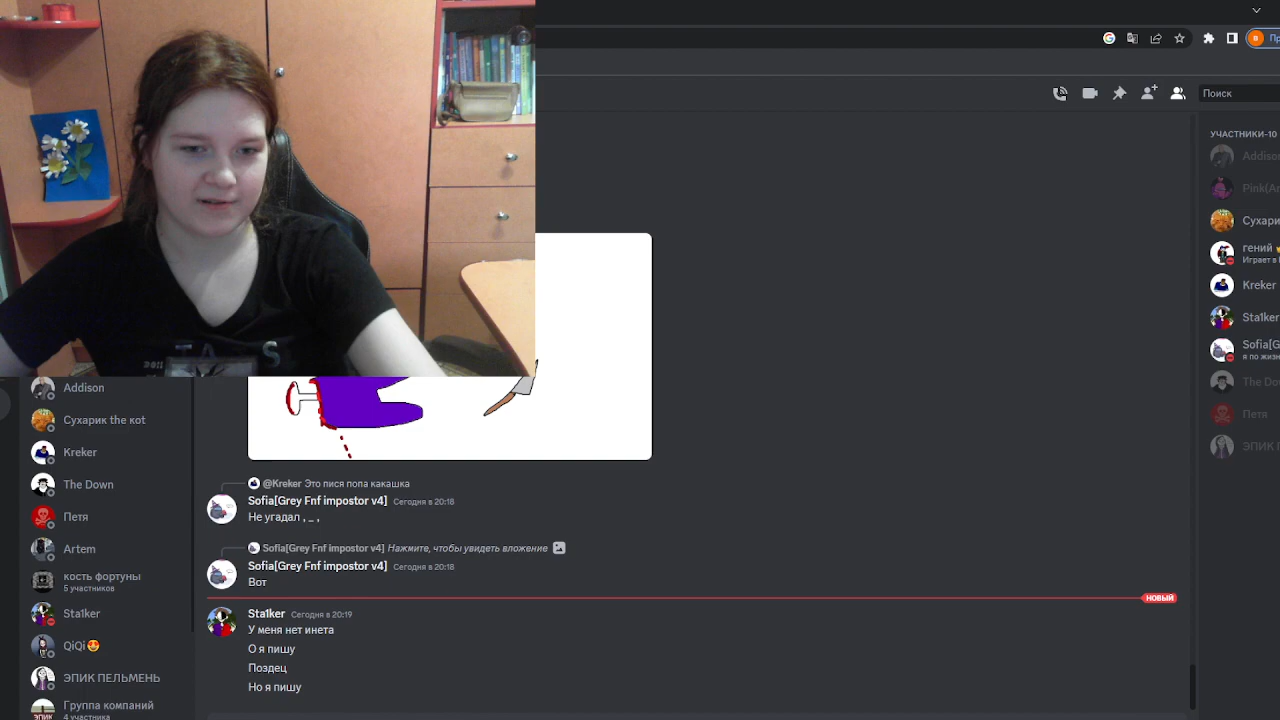 Поиск
УЧАСТНИКИ-10
Addiso
Pink(A
Сухари
гений
Играет в
Kreker
Sta1ker
Sofia[G
я по жизн
The Do
Петя
ЭПИК П
Addison
Сухарик the кот
Kreker
The Down
Петя
Artem
кость фортуны
5 участников
Sta1ker
QiQi😍
ЭПИК ПЕЛЬМЕНЬ
Группа компаний
4 участника
@Kreker Это пися попа какашка
Sofia[Grey Fnf impostor v4] Сегодня в 20:18
Не угадал , _ ,
Sofia[Grey Fnf impostor v4] Нажмите, чтобы увидеть вложение
Sofia[Grey Fnf impostor v4] Сегодня в 20:18
Вот
НОВЫЙ
Sta1ker Сегодня в 20:19
У меня нет инета
О я пишу
Поздец
Но я пишу